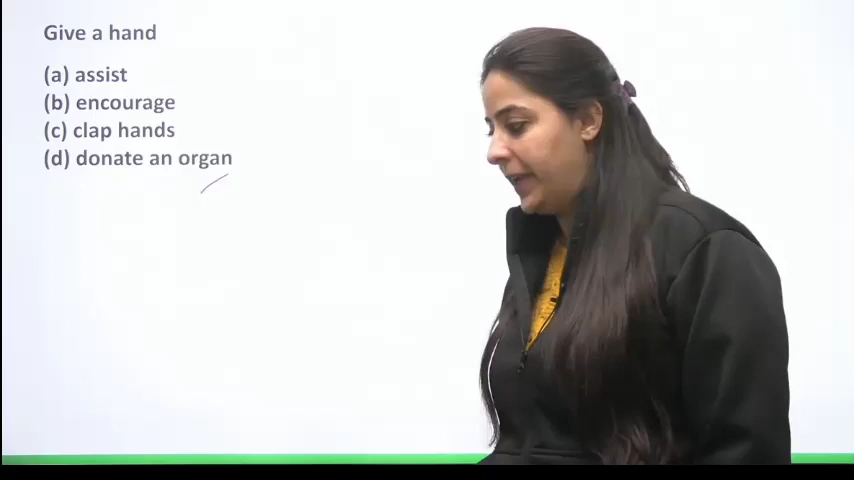 Give a hand
(a) assist
(b) encourage
(c) clap hands
(d) donate an organ